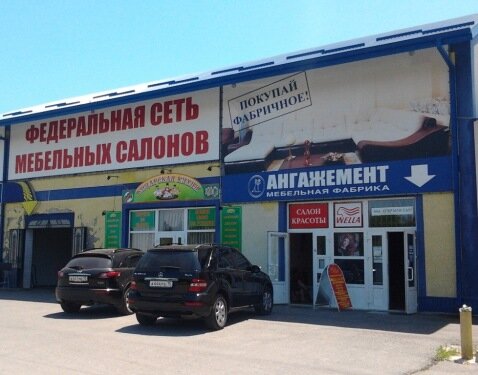 ФЕДЕРАЛЬНАЯ СЕТЬ
МЕБЕЛЬНЫХ САЛОНОВ
ПОКУПАЙ
ФАБРИЧНОЕ!
АНГАЖЕМЕНТ
МЕБЕЛЬНАЯ ФАБРИКА
САЛОН
КРАСОТЫ
WELLA